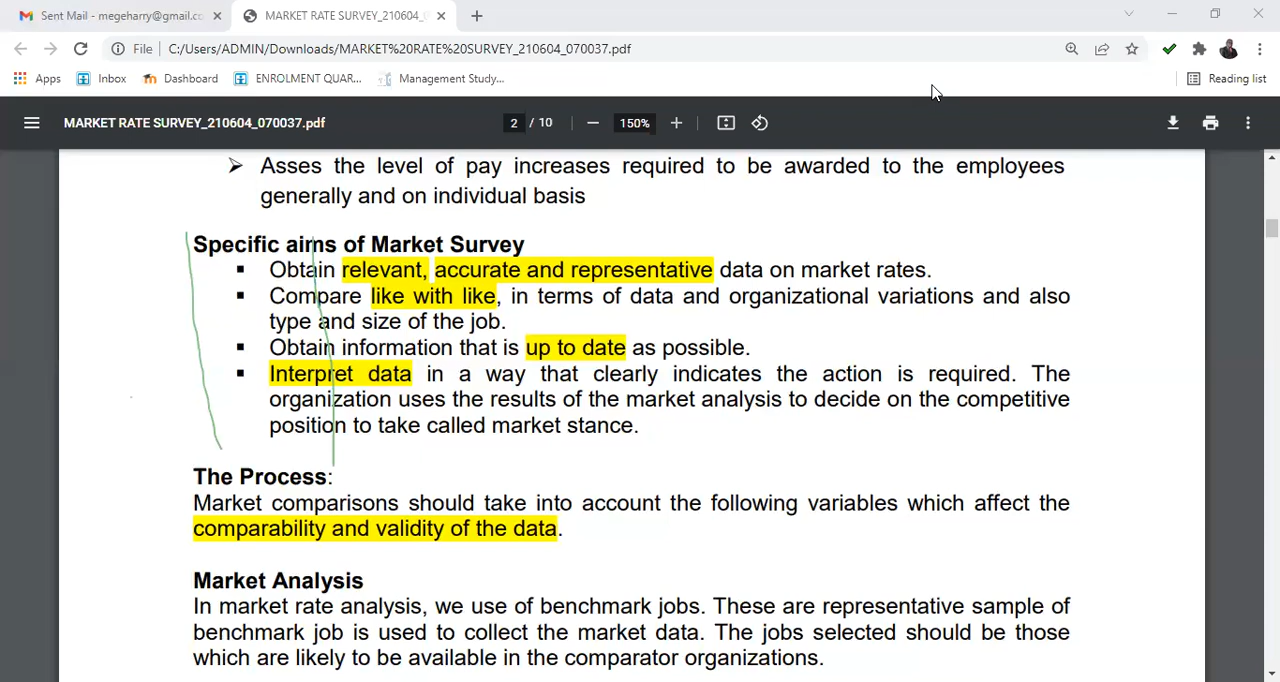 Sent Mail - megeharry@gmail.co
MARKET RATE SURVEY_210604_
File
C:/Users/ADMIN/Downloads/MARKET%20RATE%20SURVEY_210604_070037.pdf
Apps
Inbox
Dashboard
ENROLMENT QUAR...
Management Study...
Reading list
MARKET RATE SURVEY_210604_070037.pdf
2 / 10
150%
➢ Asses the level of pay increases required to be awarded to the employees
generally and on individual basis
Specific aims of Market Survey
▪ Obtain relevant, accurate and representative data on market rates.
▪ Compare like with like, in terms of data and organizational variations and also
type and size of the job.
▪ Obtain information that is up to date as possible.
▪ Interpret data in a way that clearly indicates the action is required. The
organization uses the results of the market analysis to decide on the competitive
position to take called market stance.
The Process:
Market comparisons should take into account the following variables which affect the
comparability and validity of the data.
Market Analysis
In market rate analysis, we use of benchmark jobs. These are representative sample of
benchmark job is used to collect the market data. The jobs selected should be those
which are likely to be available in the comparator organizations.